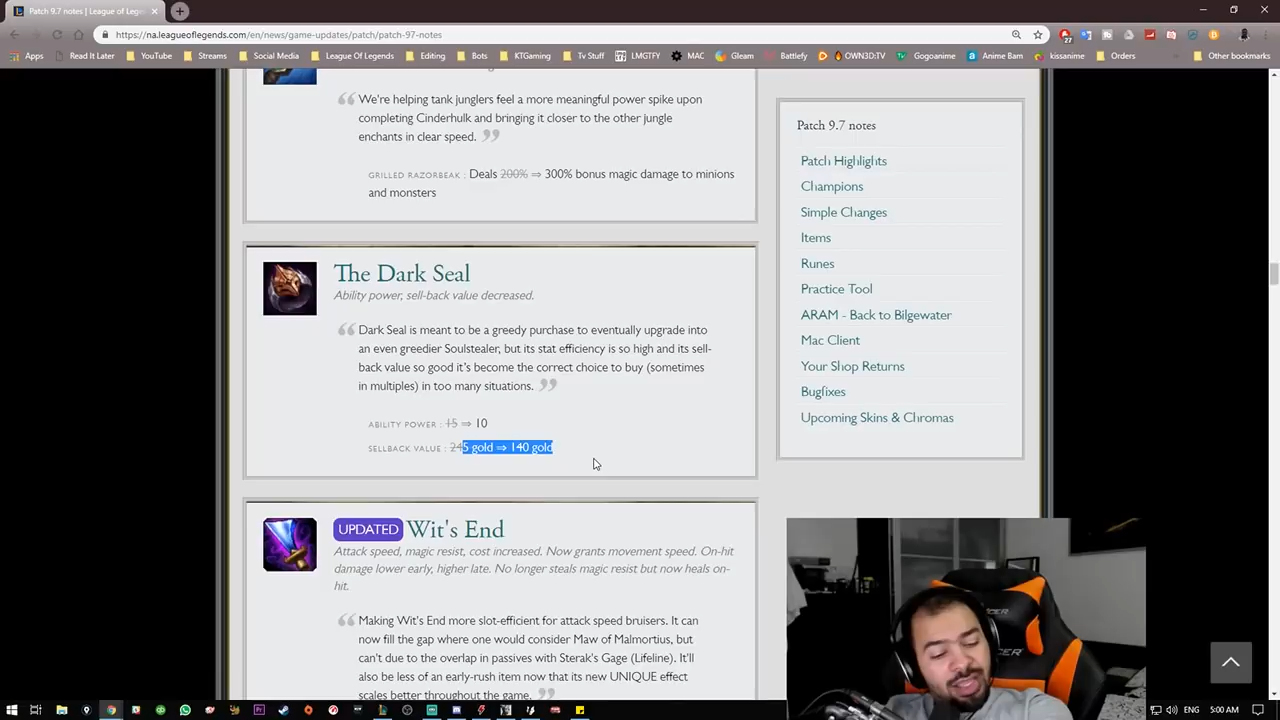 Patch 9.7 notes | League of Lege
https://na.leagueoflegends.com/en/news/game-updates/patch/patch-97-notes
Apps Read It Later YouTube Streams Social Media League Of Legends Editing Bots KTGaming Tv Stuff LMGTFY MAC Gleam Battlefy OWN3D:TV Gogoanime Anime Bam kissanime Orders Other bookmarks
27
We're helping tank junglers feel a more meaningful power spike upon
completing Cinderhulk and bringing it closer to the other jungle
enchants in clear speed.
GRILLED RAZORBEAK : Deals 200% ⇒ 300% bonus magic damage to minions
and monsters
The Dark Seal
Ability power, sell-back value decreased.
Dark Seal is meant to be a greedy purchase to eventually upgrade into
an even greedier Soulstealer, but its stat efficiency is so high and its sell-
back value so good it's become the correct choice to buy (sometimes
in multiples) in too many situations.
ABILITY POWER : 15 ⇒ 10
SELLBACK VALUE : 245 gold ⇒ 140 gold
UPDATED Wit's End
Attack speed, magic resist, cost increased. Now grants movement speed. On-hit
damage lower early, higher late. No longer steals magic resist but now heals on-
hit.
Making Wit's End more slot-efficient for attack speed bruisers. It can
now fill the gap where one would consider Maw of Malmortius, but
can't due to the overlap in passives with Sterak's Gage (Lifeline). It'll
also be less of an early-rush item now that its new UNIQUE effect
scales better throughout the game.
Patch 9.7 notes
Patch Highlights
Champions
Simple Changes
Items
Runes
Practice Tool
ARAM - Back to Bilgewater
Mac Client
Your Shop Returns
Bugfixes
Upcoming Skins & Chromas
ENG 5:00 AM